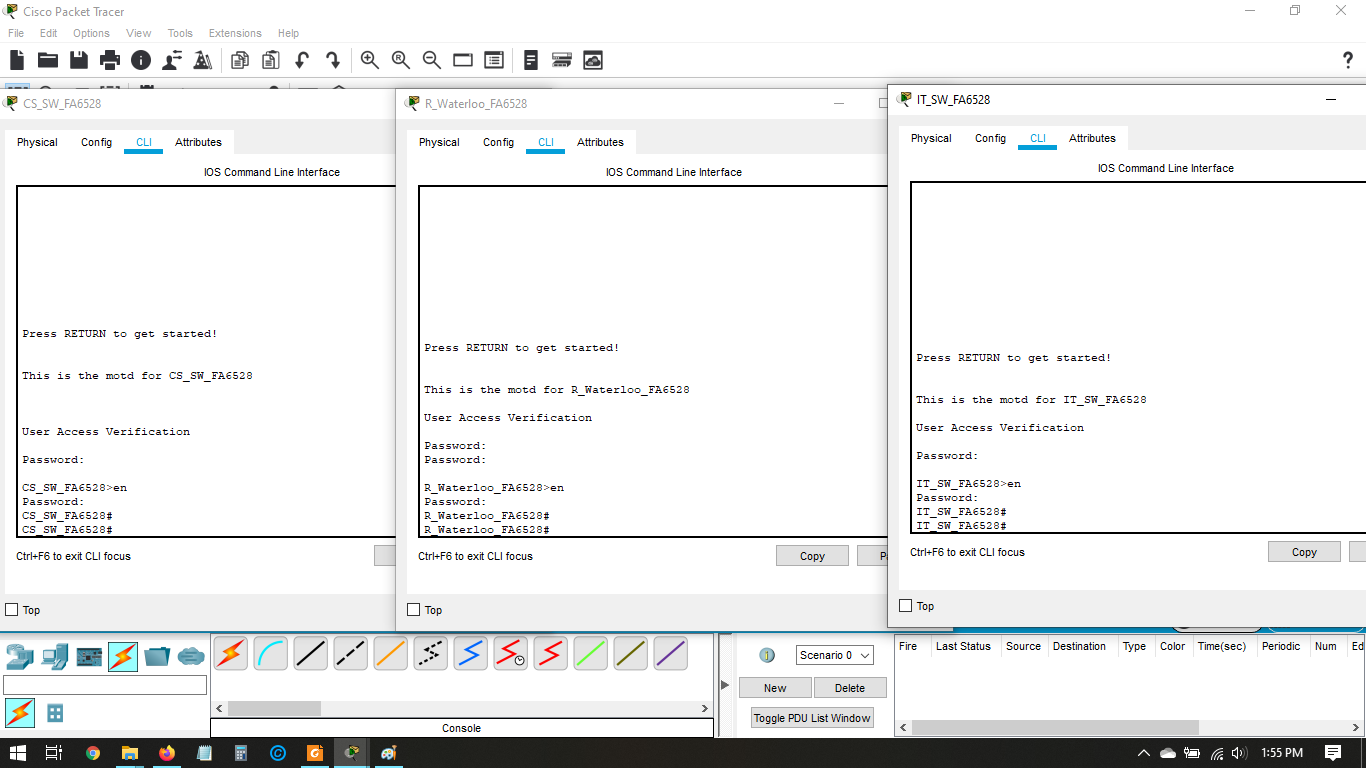 Cisco Packet Tracer
File Edit Options View Tools Extensions Help
CS_SW_FA6528
Physical Config CLI Attributes
IOS Command Line Interface
Press RETURN to get started!
This is the motd for CS_SW_FA6528
User Access Verification
Password:
CS_SW_FA6528>en
Password:
CS_SW_FA6528#
CS_SW_FA6528#
Ctrl+F6 to exit CLI focus
Top
R_Waterloo_FA6528
Physical Config CLI Attributes
IOS Command Line Interface
Press RETURN to get started!
This is the motd for R_Waterloo_FA6528
User Access Verification
Password:
Password:
R_Waterloo_FA6528>en
Password:
R_Waterloo_FA6528#
R_Waterloo_FA6528#
Ctrl+F6 to exit CLI focus
Copy
Top
IT_SW_FA6528
Physical Config CLI Attributes
IOS Command Line Interface
Press RETURN to get started!
This is the motd for IT_SW_FA6528
User Access Verification
Password:
IT_SW_FA6528>en
Password:
IT_SW_FA6528#
IT_SW_FA6528#
Ctrl+F6 to exit CLI focus
Copy
Top
Scenario 0
New Delete
Toggle PDU List Window
Fire Last Status Source Destination Type Color Time(sec) Periodic Num Ed
Console
1:55 PM